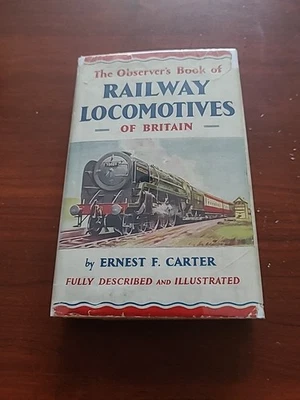 The Observer's Book of
RAILWAY
LOCOMOTIVES
OF BRITAIN
by ERNEST F. CARTER
FULLY DESCRIBED AND ILLUSTRATED